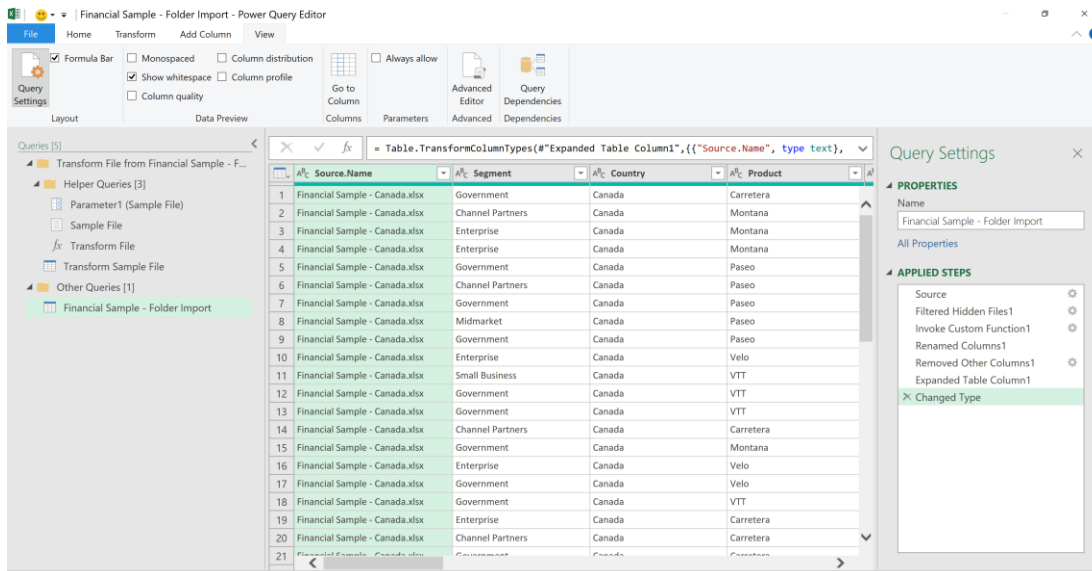 Financial Sample - Folder Import - Power Query Editor
File Home Transform Add Column View
Query Settings
Formula Bar
Monospaced
Show whitespace
Column quality
Column distribution
Column profile
Go to Column
Always allow
Advanced Editor
Query Dependencies
Layout Data Preview Columns Parameters Advanced Dependencies
Queries [5]
Transform File from Financial Sample - F...
Helper Queries [3]
Parameter1 (Sample File)
Sample File
fx Transform File
Transform Sample File
Other Queries [1]
Financial Sample - Folder Import
fx = Table.TransformColumnTypes(#"Expanded Table Column1",{{"Source.Name", type text},
ABC Source.Name ABC Segment ABC Country ABC Product
1 Financial Sample - Canada.xlsx Government Canada Carretera
2 Financial Sample - Canada.xlsx Channel Partners Canada Montana
3 Financial Sample - Canada.xlsx Enterprise Canada Montana
4 Financial Sample - Canada.xlsx Enterprise Canada Montana
5 Financial Sample - Canada.xlsx Government Canada Paseo
6 Financial Sample - Canada.xlsx Channel Partners Canada Paseo
7 Financial Sample - Canada.xlsx Government Canada Paseo
8 Financial Sample - Canada.xlsx Midmarket Canada Paseo
9 Financial Sample - Canada.xlsx Government Canada Paseo
10 Financial Sample - Canada.xlsx Enterprise Canada Velo
11 Financial Sample - Canada.xlsx Small Business Canada VTT
12 Financial Sample - Canada.xlsx Government Canada VTT
13 Financial Sample - Canada.xlsx Government Canada VTT
14 Financial Sample - Canada.xlsx Channel Partners Canada Carretera
15 Financial Sample - Canada.xlsx Government Canada Montana
16 Financial Sample - Canada.xlsx Enterprise Canada Velo
17 Financial Sample - Canada.xlsx Government Canada Velo
18 Financial Sample - Canada.xlsx Government Canada VTT
19 Financial Sample - Canada.xlsx Enterprise Canada Carretera
20 Financial Sample - Canada.xlsx Channel Partners Canada Carretera
21 Financial Sample - Canada.xlsx Government Canada Carretera
Query Settings
PROPERTIES
Name
Financial Sample - Folder Import
All Properties
APPLIED STEPS
Source
Filtered Hidden Files1
Invoke Custom Function1
Renamed Columns1
Removed Other Columns1
Expanded Table Column1
Changed Type